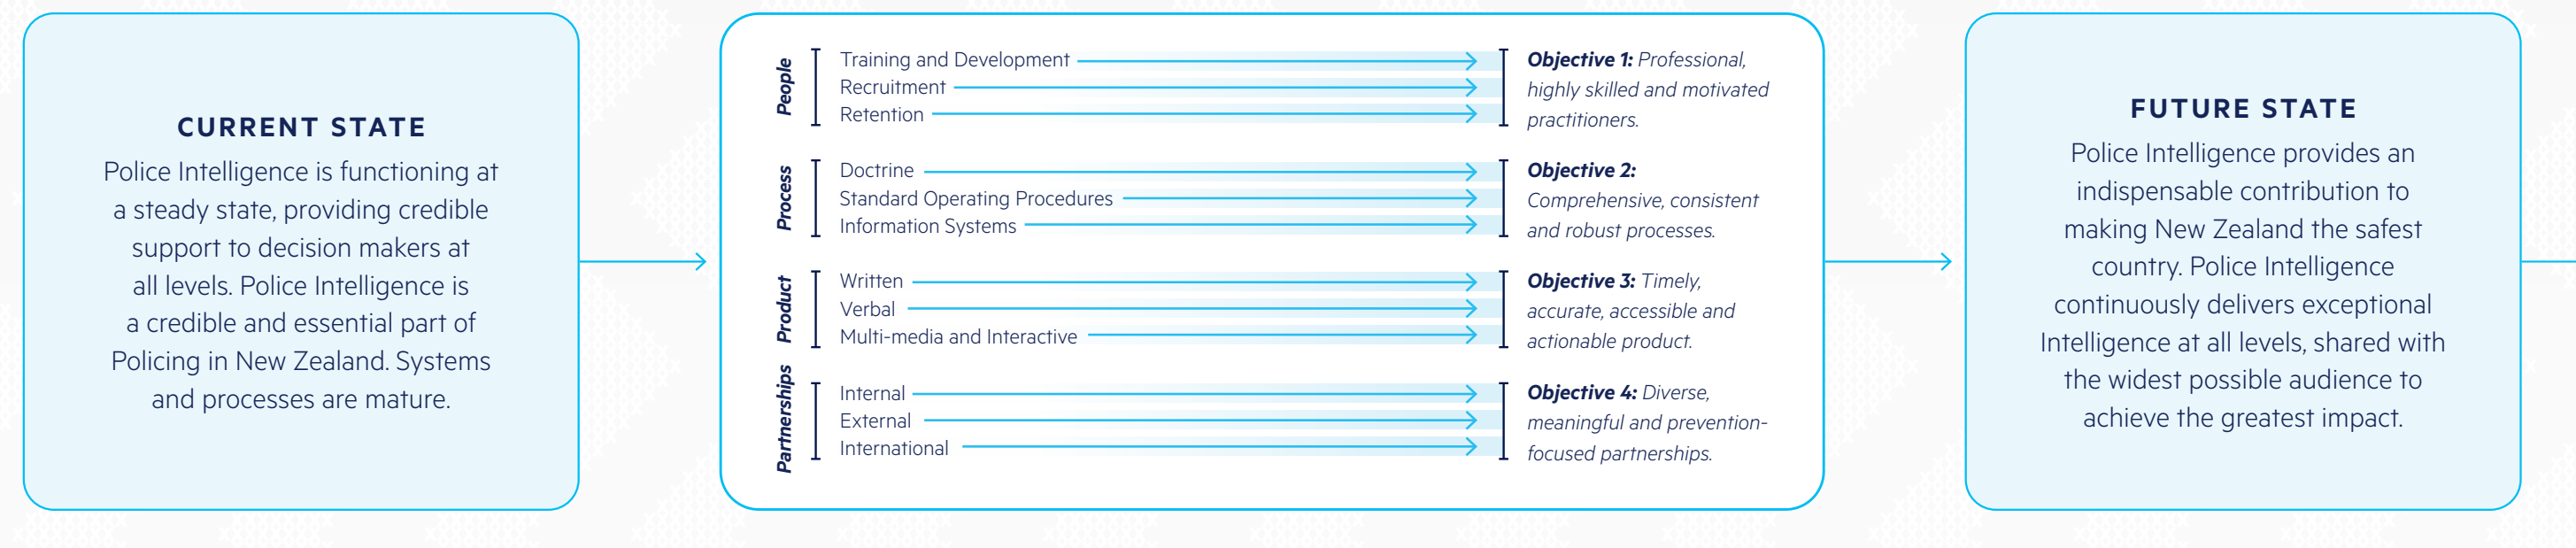 CURRENT STATE
Police Intelligence is functioning at
a steady state, providing credible
support to decision makers at
all levels. Police Intelligence is
a credible and essential part of
Policing in New Zealand. Systems
and processes are mature.
People
Training and Development
Recruitment
Retention
Objective 1: Professional,
highly skilled and motivated
practitioners.
Process
Doctrine
Standard Operating Procedures
Information Systems
Objective 2:
Comprehensive, consistent
and robust processes.
Product
Written
Verbal
Multi-media and Interactive
Objective 3: Timely,
accurate, accessible and
actionable product.
Partnerships
Internal
External
International
Objective 4: Diverse,
meaningful and prevention-
focused partnerships.
FUTURE STATE
Police Intelligence provides an
indispensable contribution to
making New Zealand the safest
country. Police Intelligence
continuously delivers exceptional
Intelligence at all levels, shared with
the widest possible audience to
achieve the greatest impact.